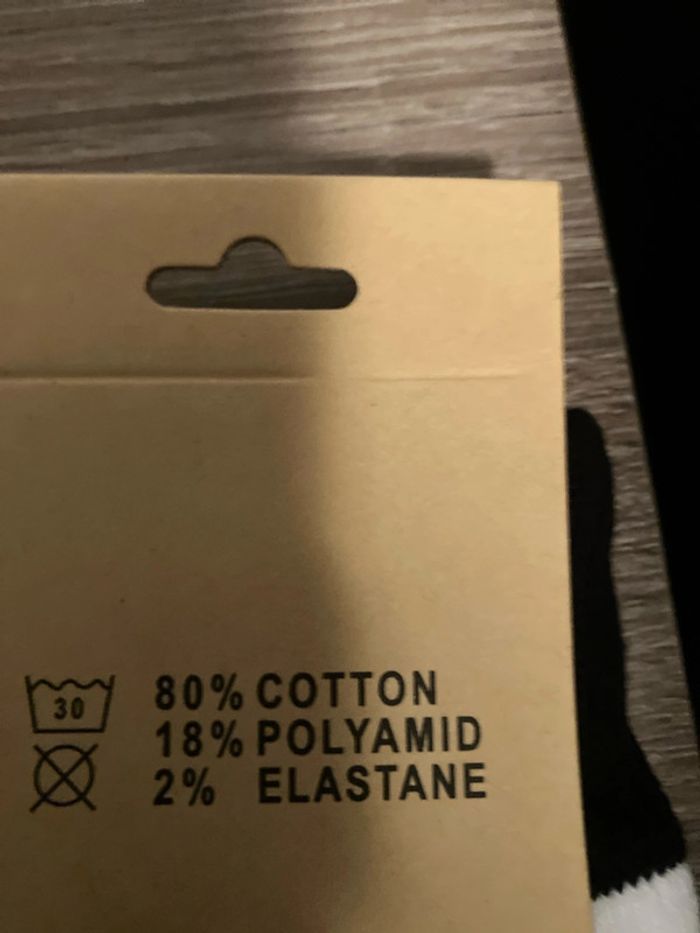 30
80% COTTON
18% POLYAMID
2% ELASTANE